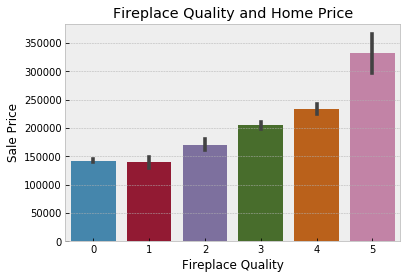 Fireplace Quality and Home Price
350000
300000
250000
200000
150000
100000
50000
0
Sale Price
0 1 2 3 4 5
Fireplace Quality